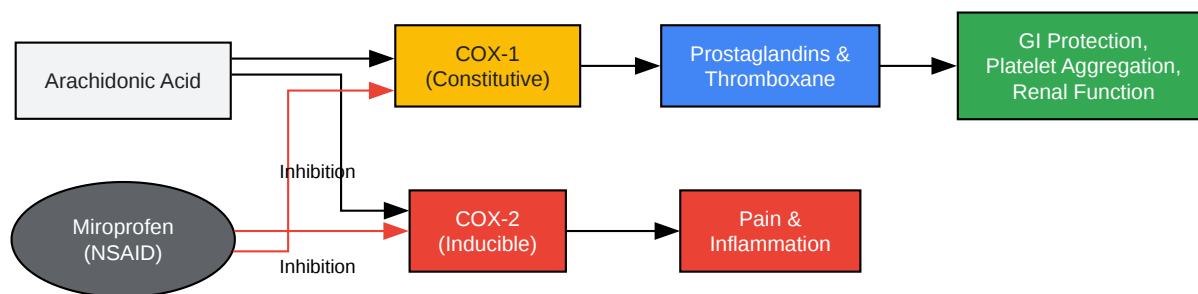 Arachidonic Acid
COX-1
(Constitutive)
Prostaglandins &
Thromboxane
GI Protection,
Platelet Aggregation,
Renal Function
Inhibition
Miroprofen
(NSAID)
COX-2
(Inducible)
Pain &
Inflammation
Inhibition